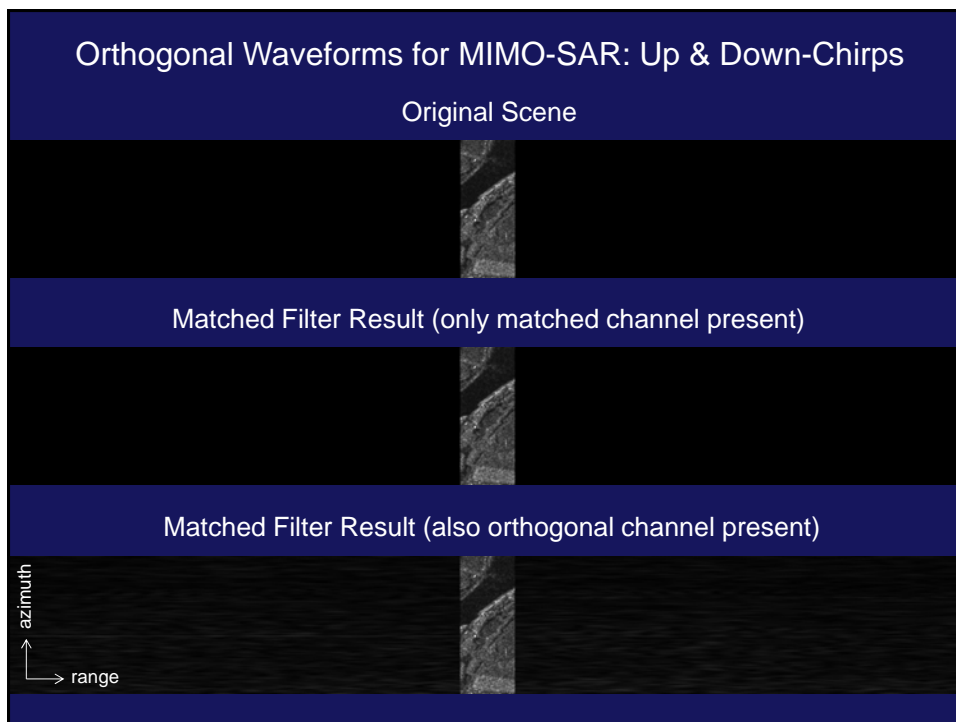 Orthogonal Waveforms for MIMO-SAR: Up & Down-Chirps
Original Scene
Matched Filter Result (only matched channel present)
Matched Filter Result (also orthogonal channel present)
azimuth
range